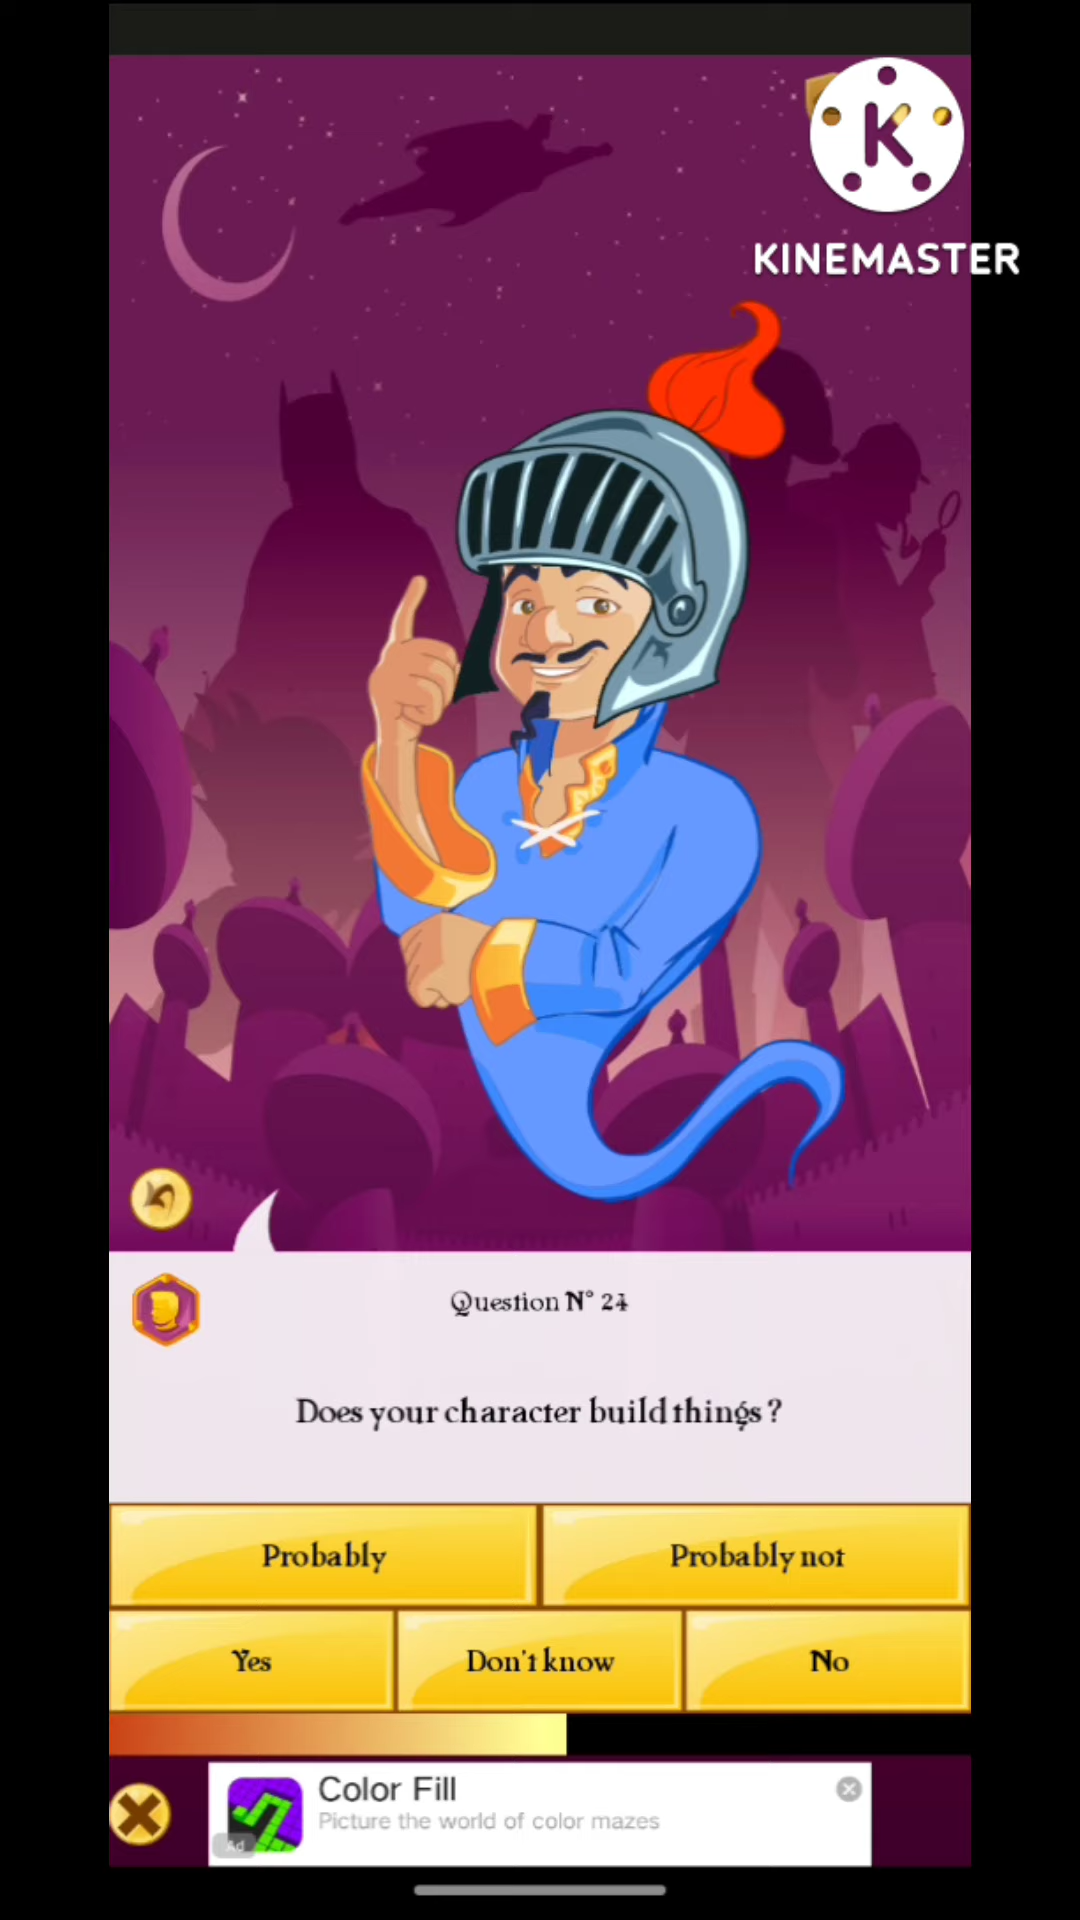 K
KINEMASTER
Question N° 24
Does your character build things ?
Probably
Probably not
Yes
Don't know
No
Color Fill
Picture the world of color mazes
Ad